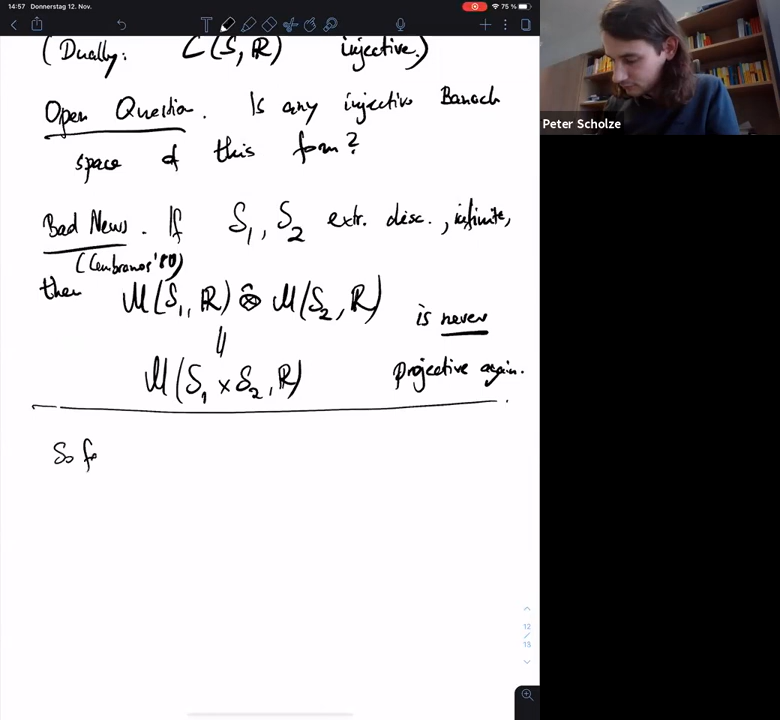 14:57 Donnerstag 12. Nov.
75 %
(Dually: C(S, ℝ) injective.)
Open Question. Is any injective Banach
space of this form?
Bad News. If S₁, S₂ extr. disc., infinite,
(Cembranos '80)
then M(S₁, ℝ) ⊗̂ M(S₂, ℝ) is never
projective again.
||
M(S₁ × S₂, ℝ)
So f
12
/
13
Peter Scholze